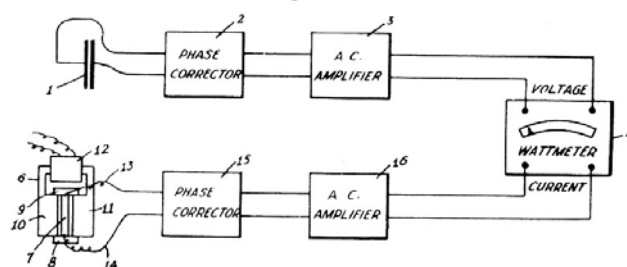 2
3
PHASE
CORRECTOR
A.C.
AMPLIFIER
1
VOLTAGE
WATTMETER
CURRENT
12
13
6
9
10
11
7
8
14
15
PHASE
CORRECTOR
16
A C.
AMPLIFIER